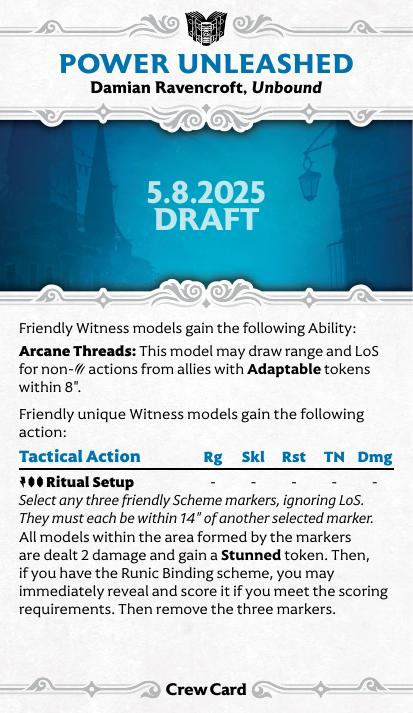 POWER UNLEASHED
Damian Ravencroft, Unbound
5.8.2025
DRAFT
Friendly Witness models gain the following Ability:
Arcane Threads: This model may draw range and LoS
for non- actions from allies with Adaptable tokens
within 8".
Friendly unique Witness models gain the following
action:
Tactical Action Rg Skl Rst TN Dmg
Ritual Setup - - - - -
Select any three friendly Scheme markers, ignoring LoS.
They must each be within 14" of another selected marker.
All models within the area formed by the markers
are dealt 2 damage and gain a Stunned token. Then,
if you have the Runic Binding scheme, you may
immediately reveal and score it if you meet the scoring
requirements. Then remove the three markers.
Crew Card